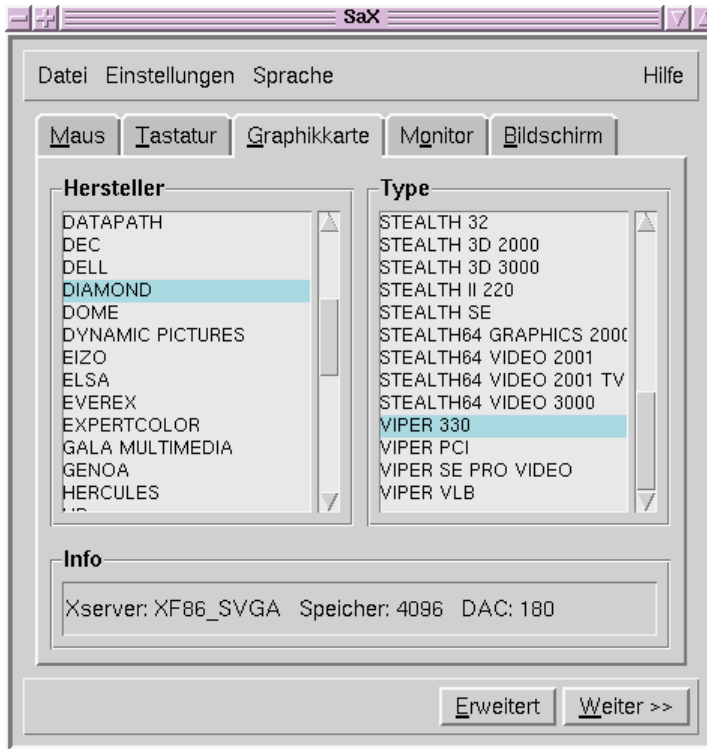 SaX
Datei Einstellungen Sprache Hilfe
Maus Tastatur Graphikkarte Monitor Bildschirm
Hersteller
DATAPATH
DEC
DELL
DIAMOND
DOME
DYNAMIC PICTURES
EIZO
ELSA
EVEREX
EXPERTCOLOR
GALA MULTIMEDIA
GENOA
HERCULES
Type
STEALTH 32
STEALTH 3D 2000
STEALTH 3D 3000
STEALTH II 220
STEALTH SE
STEALTH64 GRAPHICS 200
STEALTH64 VIDEO 2001
STEALTH64 VIDEO 2001 TV
STEALTH64 VIDEO 3000
VIPER 330
VIPER PCI
VIPER SE PRO VIDEO
VIPER VLB
Info
Xserver: XF86_SVGA Speicher: 4096 DAC: 180
Erweitert Weiter >>